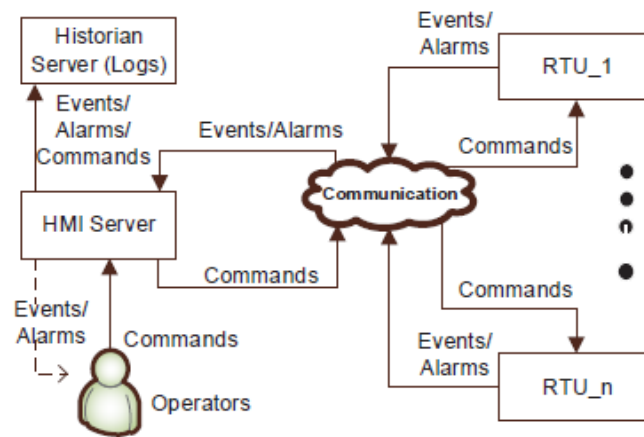 Historian
Server (Logs)
Events/
Alarms/
Commands
HMI Server
Events/
Alarms
Commands
Operators
Events/Alarms
Communication
Commands
Events/
Alarms
RTU_1
Commands
Commands
Events/
Alarms
RTU_n